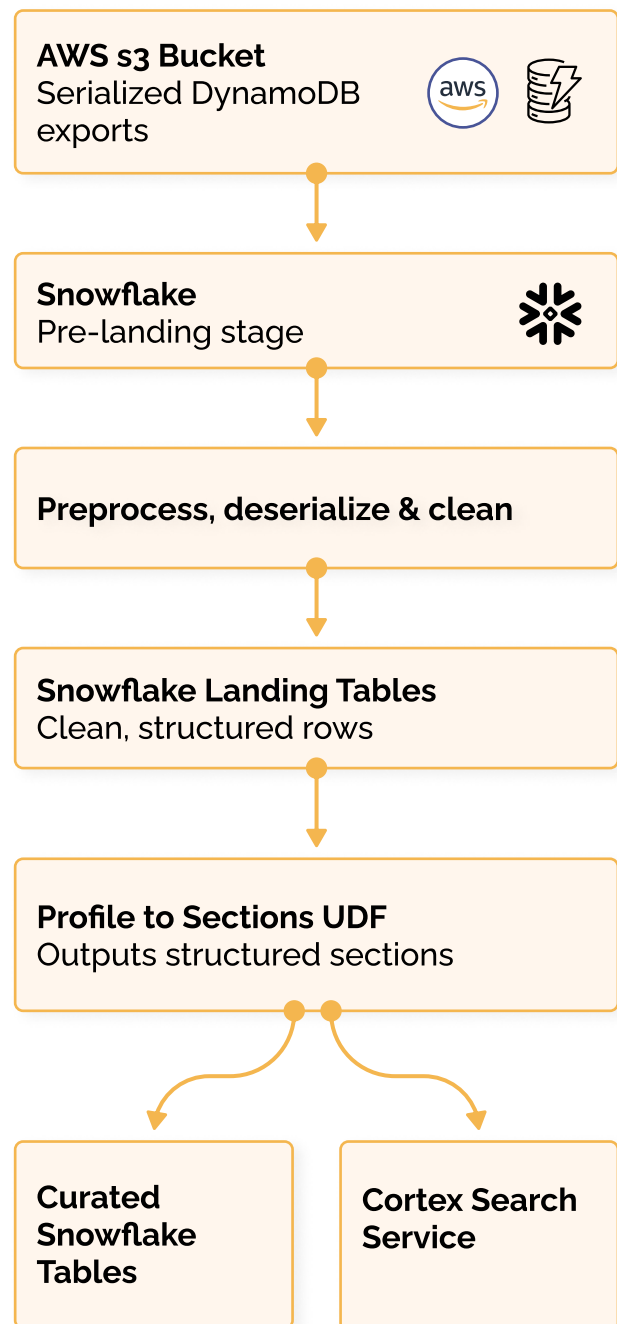 AWS s3 Bucket
Serialized DynamoDB
exports
aws
Snowflake
Pre-landing stage
Preprocess, deserialize & clean
Snowflake Landing Tables
Clean, structured rows
Profile to Sections UDF
Outputs structured sections
Curated
Snowflake
Tables
Cortex Search
Service